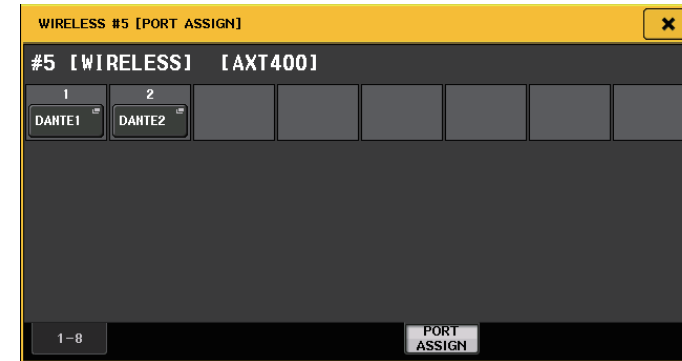 WIRELESS #5 [PORT ASSIGN]
#5 [WIRELESS] [AXT400]
1 2
DANTE1 DANTE2
1-8
PORT
ASSIGN